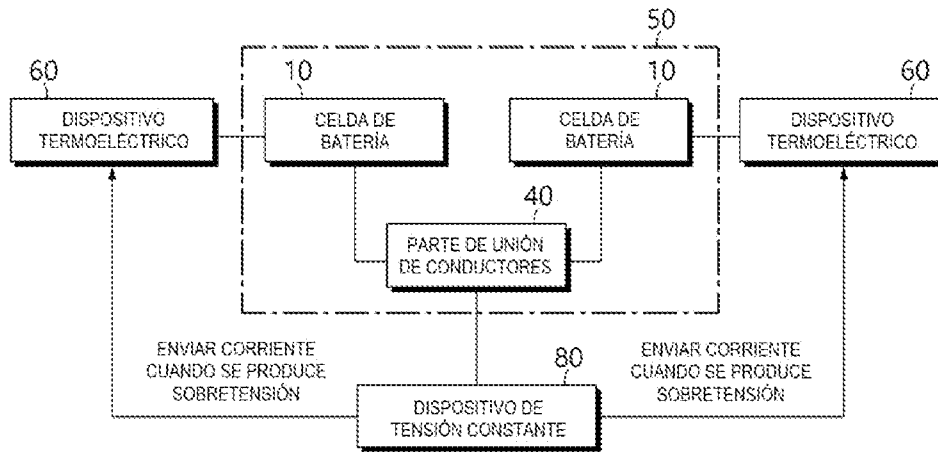 50
60
10
10
60
DISPOSITIVO
TERMOELÉCTRICO
CELDA DE
BATERÍA
CELDA DE
BATERÍA
DISPOSITIVO
TERMOELÉCTRICO
40
PARTE DE UNIÓN
DE CONDUCTORES
ENVIAR CORRIENTE
CUANDO SE PRODUCE
SOBRETENSIÓN
ENVIAR CORRIENTE
CUANDO SE PRODUCE
SOBRETENSIÓN
80
DISPOSITIVO DE
TENSIÓN CONSTANTE